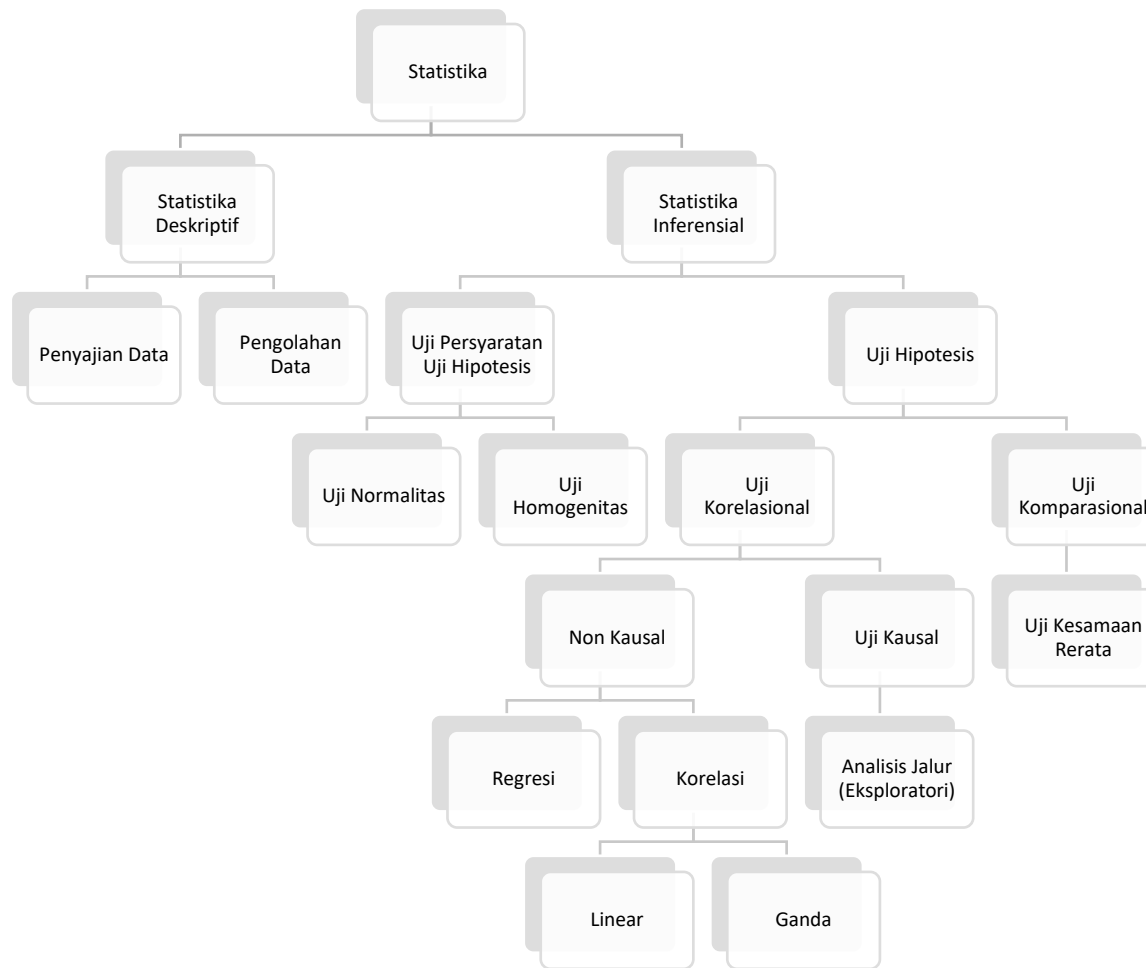 Statistika
Statistika
Deskriptif
Statistika
Inferensial
Penyajian Data
Pengolahan
Data
Uji Persyaratan
Uji Hipotesis
Uji Hipotesis
Uji Normalitas
Uji
Homogenitas
Uji
Korelasional
Uji
Komparasional
Non Kausal
Uji Kausal
Uji Kesamaan
Rerata
Regresi
Korelasi
Analisis Jalur
(Eksploratori)
Linear
Ganda